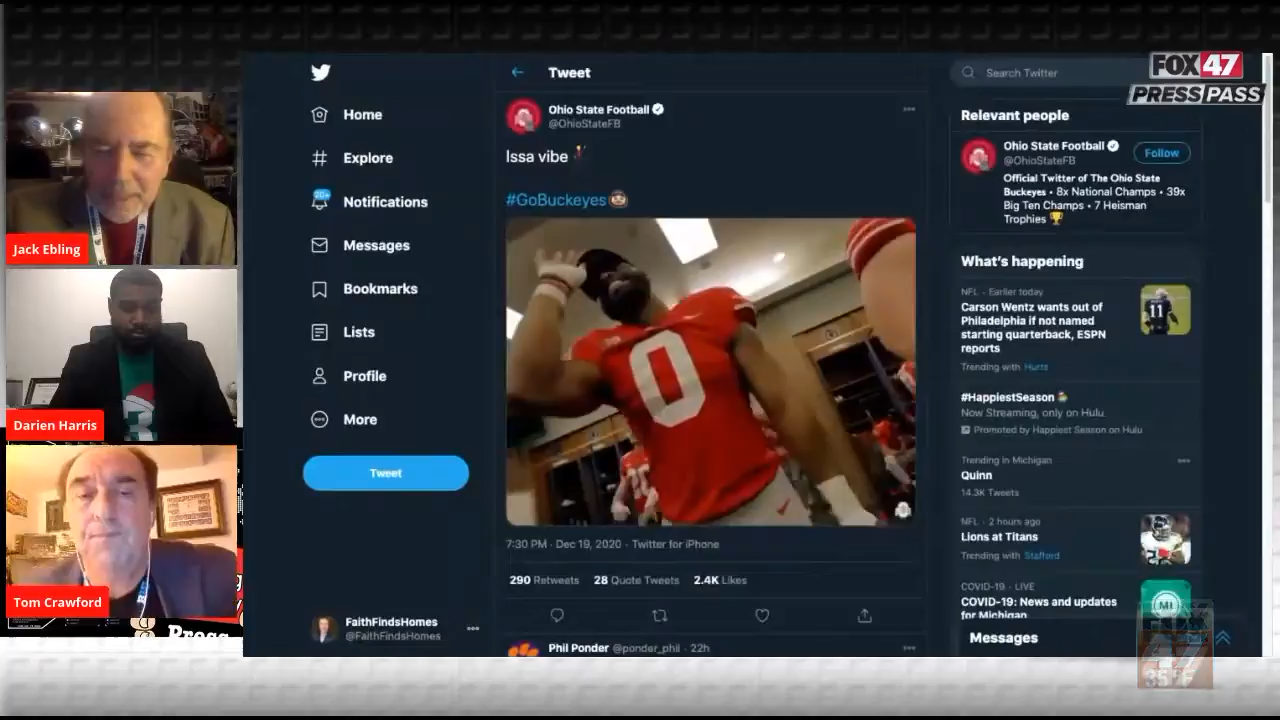 FOX 47
PRESS PASS
Jack Ebling
Darien Harris
Tom Crawford
Press
Home
Explore
20+
Notifications
Messages
Bookmarks
Lists
Profile
More
Tweet
FaithFindsHomes
@FaithFindsHomes
Tweet
Ohio State Football
@OhioStateFB
Issa vibe
#GoBuckeyes
0
7:30 PM · Dec 19, 2020 · Twitter for iPhone
290 Retweets 28 Quote Tweets 2.4K Likes
Phil Ponder @ponder_phil · 22h
Search Twitter
Relevant people
Ohio State Football
@OhioStateFB
Follow
Official Twitter of The Ohio State
Buckeyes • 8x National Champs • 39x
Big Ten Champs • 7 Heisman
Trophies
What's happening
NFL · Earlier today
Carson Wentz wants out of
Philadelphia if not named
starting quarterback, ESPN
reports
Trending with Hurts
11
#HappiestSeason
Now Streaming, only on Hulu
Promoted by Happiest Season on Hulu
Trending in Michigan
Quinn
14.3K Tweets
NFL · 2 hours ago
Lions at Titans
Trending with Stafford
COVID-19 · LIVE
COVID-19: News and updates
for Michigan
MI
Messages
FOX
47
35°F